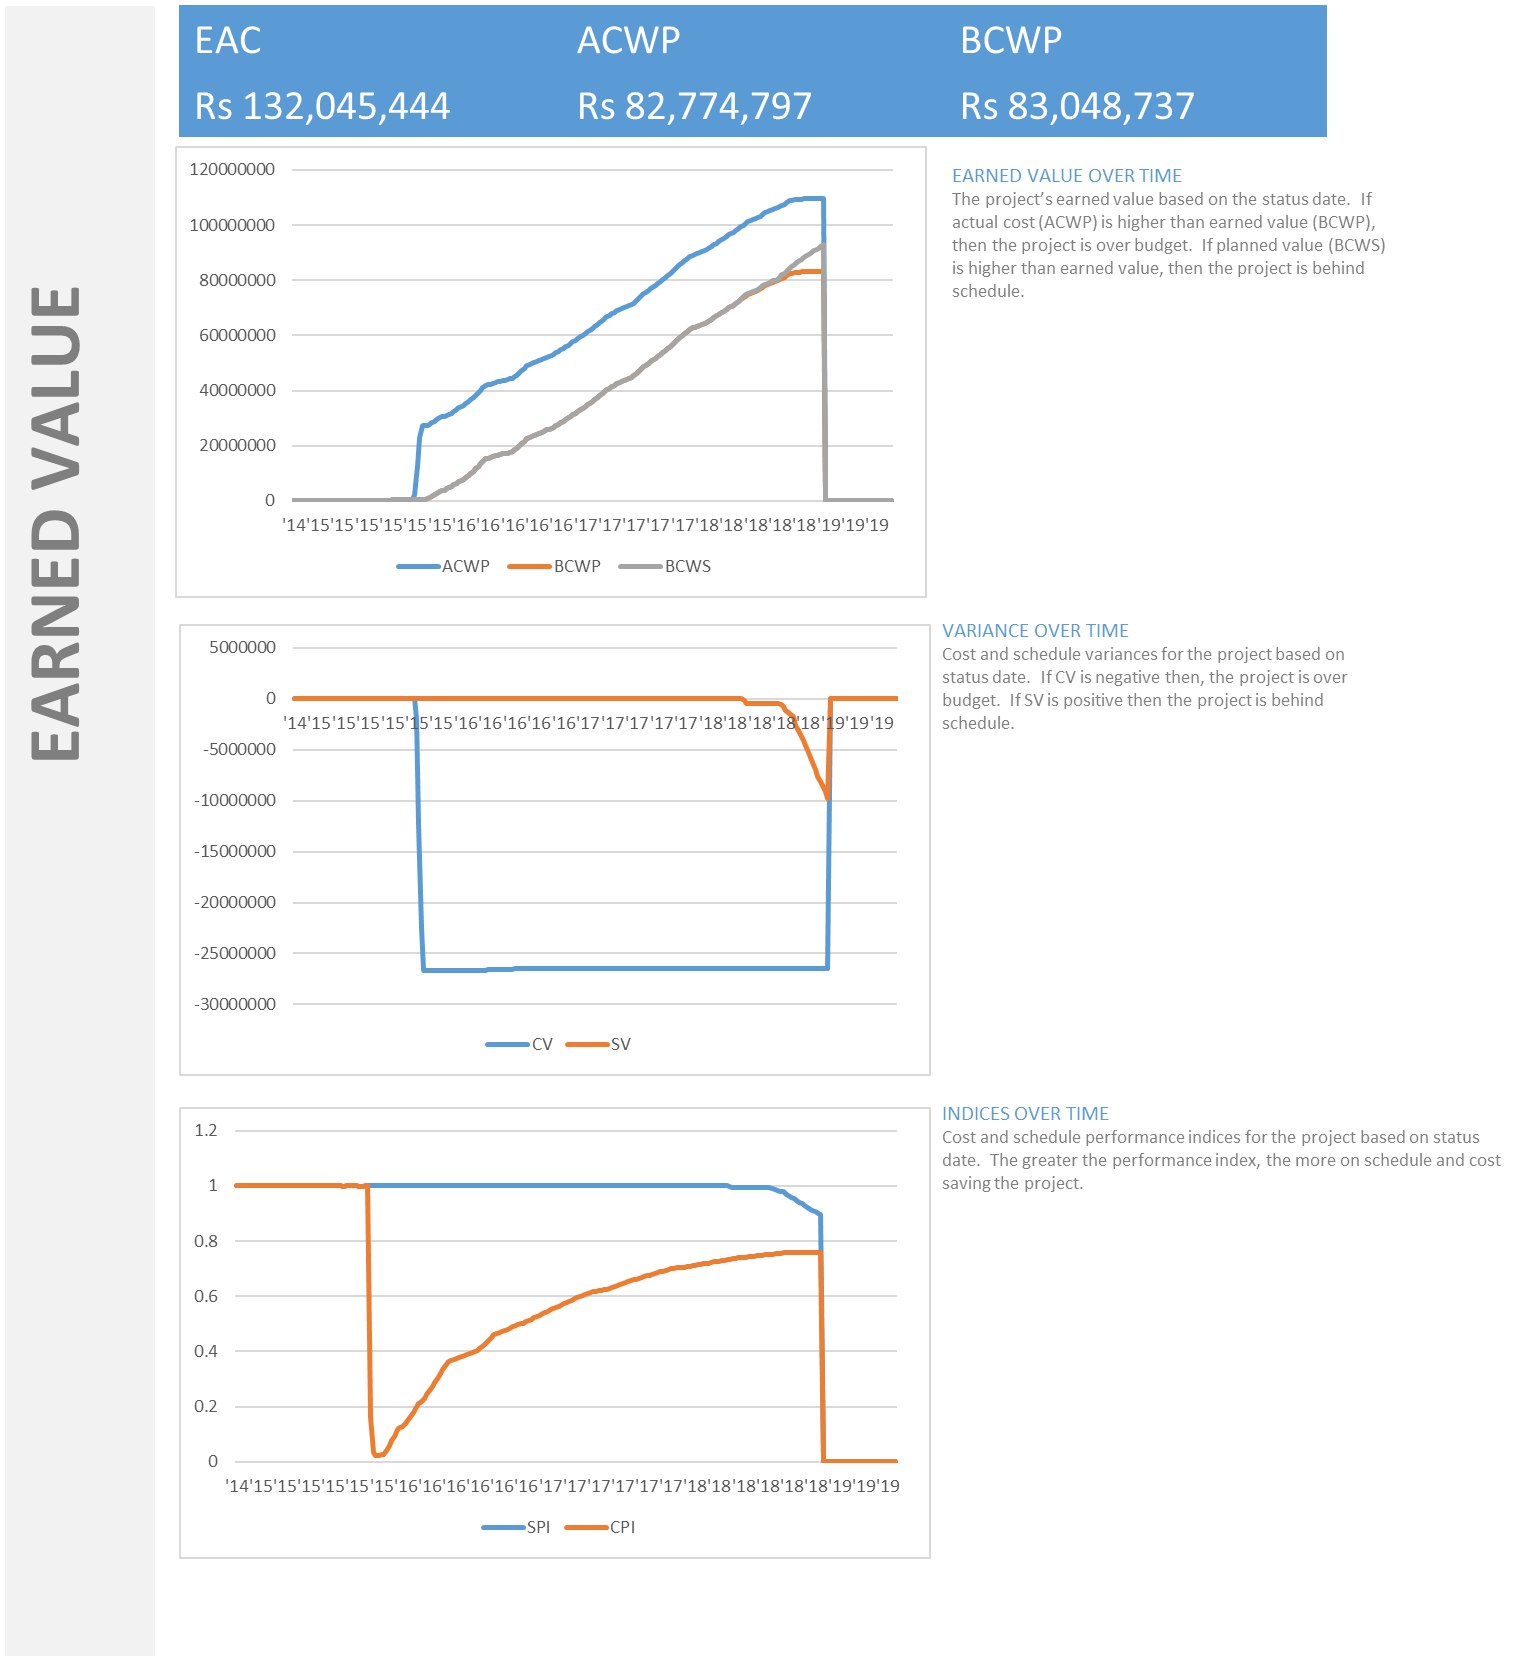 EARNED VALUE
EAC ACWP BCWP
Rs 132,045,444 Rs 82,774,797 Rs 83,048,737
120000000
100000000
80000000
60000000
40000000
20000000
0
'14'15'15'15'15'15'15'16'16'16'16'16'17'17'17'17'17'18'18'18'18'18'19'19'19
ACWP BCWP BCWS
EARNED VALUE OVER TIME
The project's earned value based on the status date.  If
actual cost (ACWP) is higher than earned value (BCWP),
then the project is over budget.  If planned value (BCWS)
is higher than earned value, then the project is behind
schedule.
5000000
0
'14'15'15'15'15'15'15'16'16'16'16'16'17'17'17'17'17'18'18'18'18'18'19'19'19
-5000000
-10000000
-15000000
-20000000
-25000000
-30000000
CV SV
VARIANCE OVER TIME
Cost and schedule variances for the project based on
status date.  If CV is negative then, the project is over
budget.  If SV is positive then the project is behind
schedule.
1.2
1
0.8
0.6
0.4
0.2
0
'14'15'15'15'15'15'15'16'16'16'16'16'16'17'17'17'17'17'18'18'18'18'18'18'19'19'19
SPI CPI
INDICES OVER TIME
Cost and schedule performance indices for the project based on status
date.  The greater the performance index, the more on schedule and cost
saving the project.